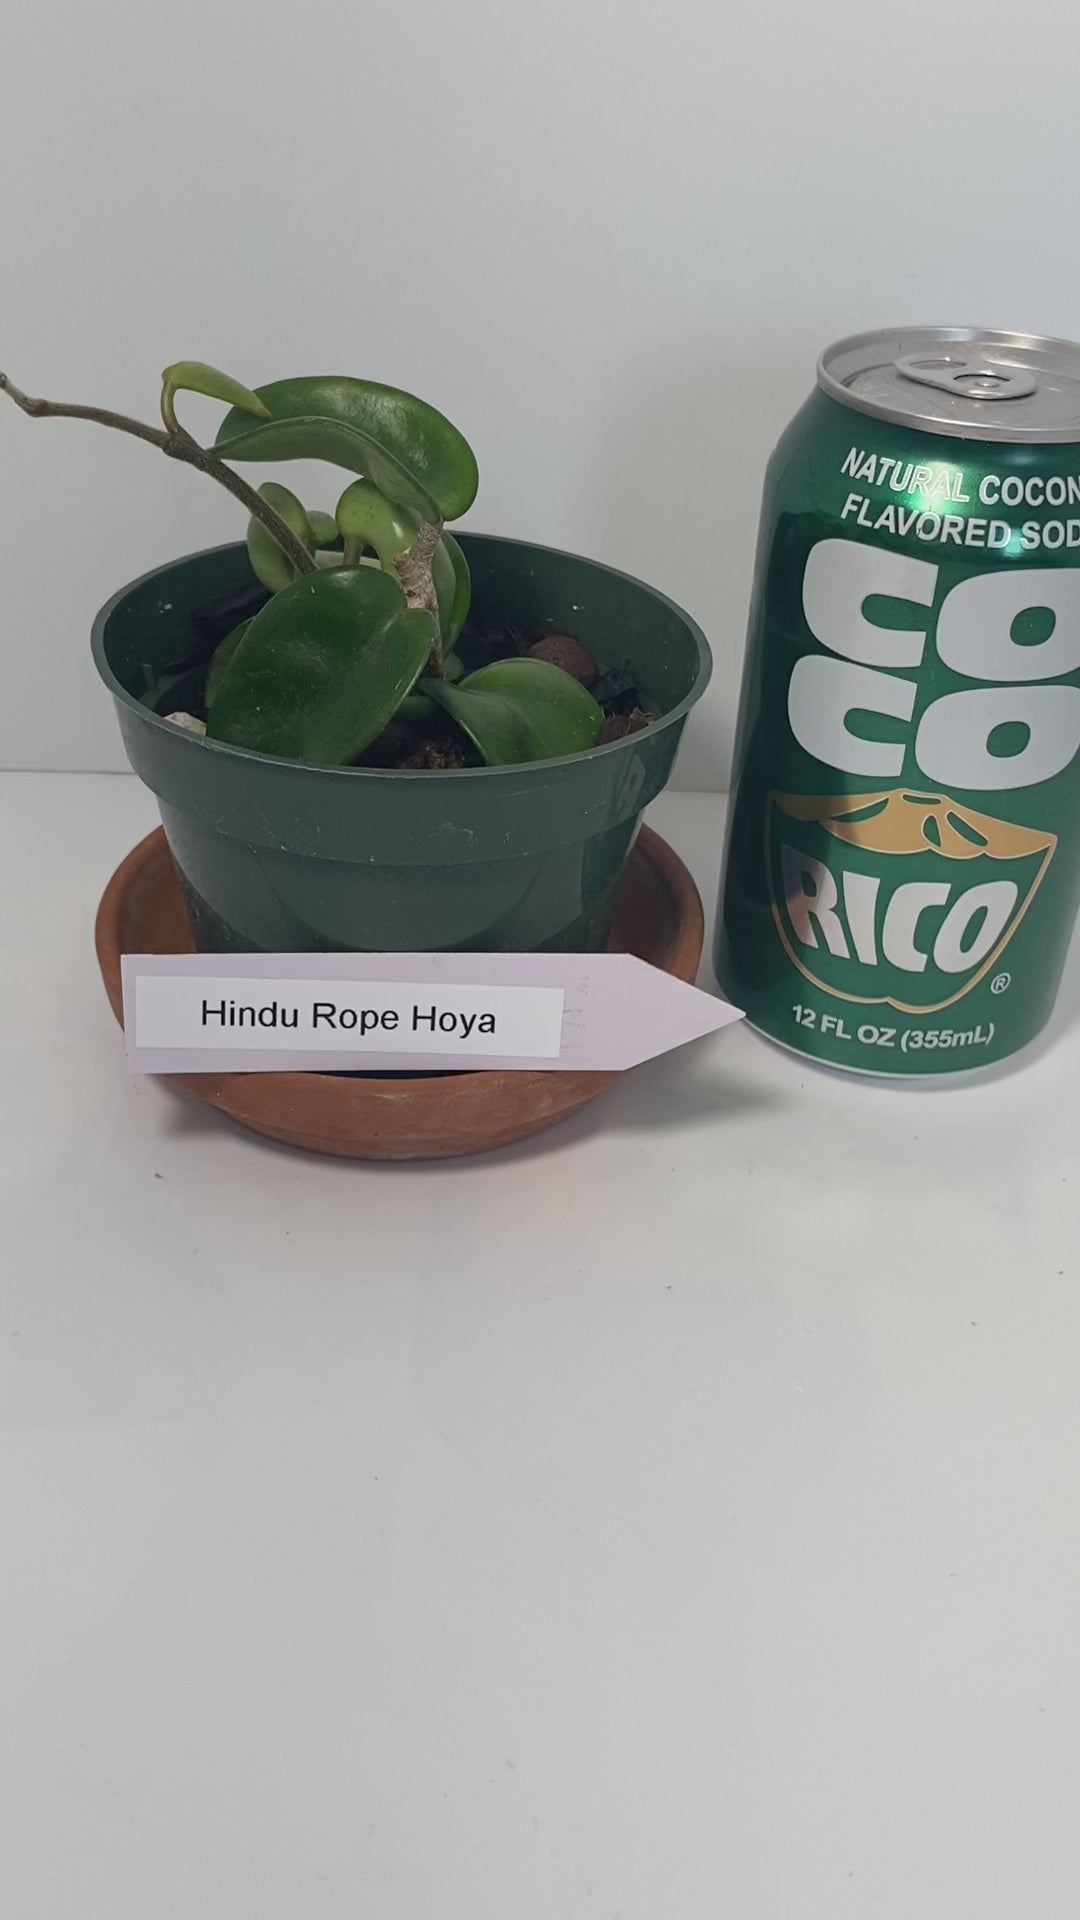 NATURAL COCON
FLAVORED SOD
CO
CO
RICO
®
12 FL OZ (355mL)
Hindu Rope Hoya